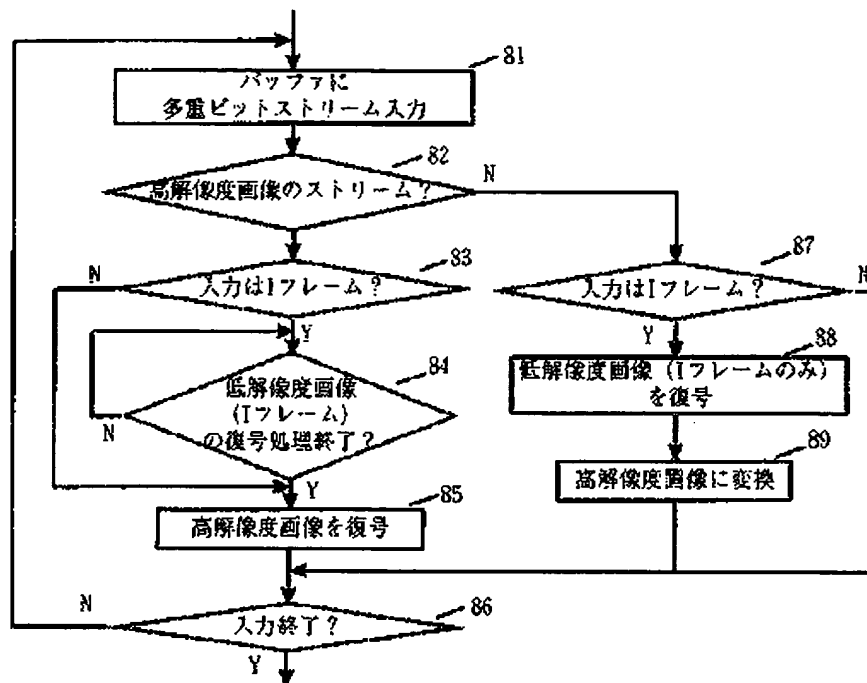 81
バッファに
多重ビットストリーム入力
82
高解像度画像のストリーム?
N
83
入力はIフレーム?
N
Y
87
入力はIフレーム?
N
Y
84
低解像度画像
(Iフレーム)
の復号処理終了?
N
Y
88
低解像度画像(Iフレームのみ)
を復号
89
高解像度画像に変換
85
高解像度画像を復号
86
入力終了?
N
Y